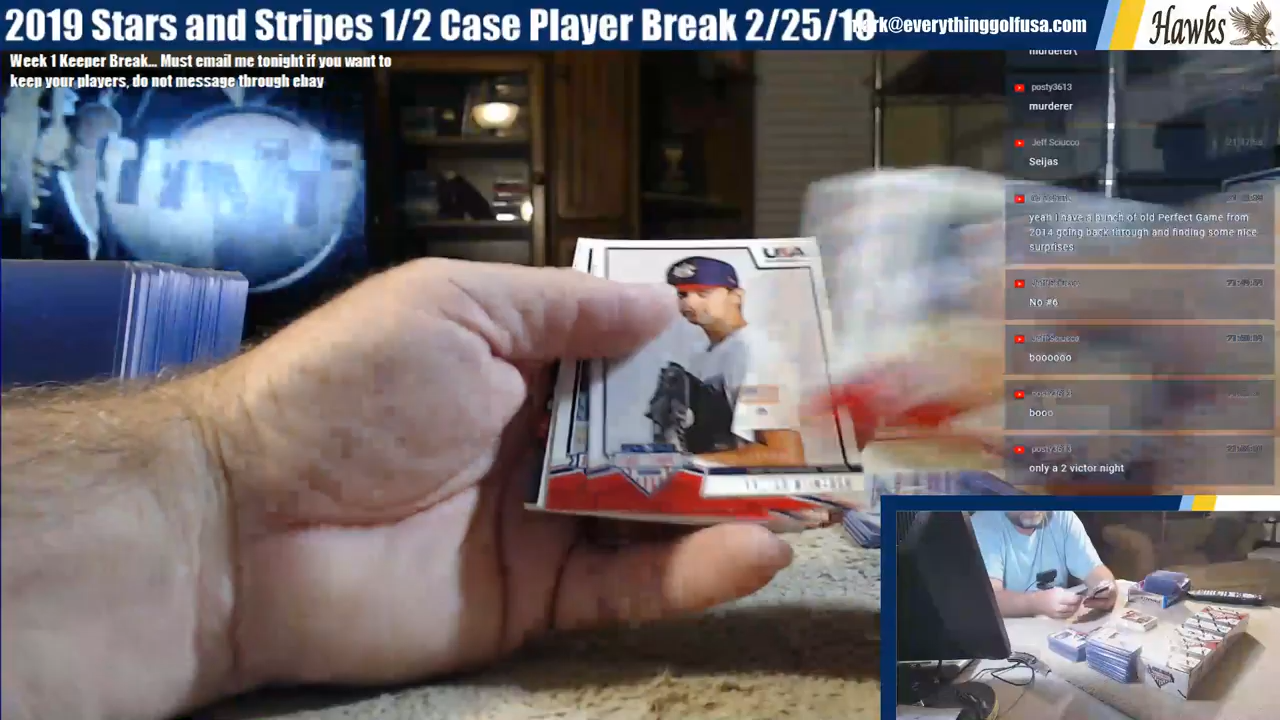 2019 Stars and Stripes 1/2 Case Player Break 2/25/19
@everythinggolfusa.com
Hawks
Week 1 Keeper Break... Must email me tonight if you want to
keep your players, do not message through ebay
posty3613
murderer
Jeff Sciucco
Seijas
yeah i have a bunch of old Perfect Game from
2014 going back through and finding some nice
surprises
No #6
Jeff Sciucco
boooooo
posty3613
booo
posty3613
only a 2 victor night
USA